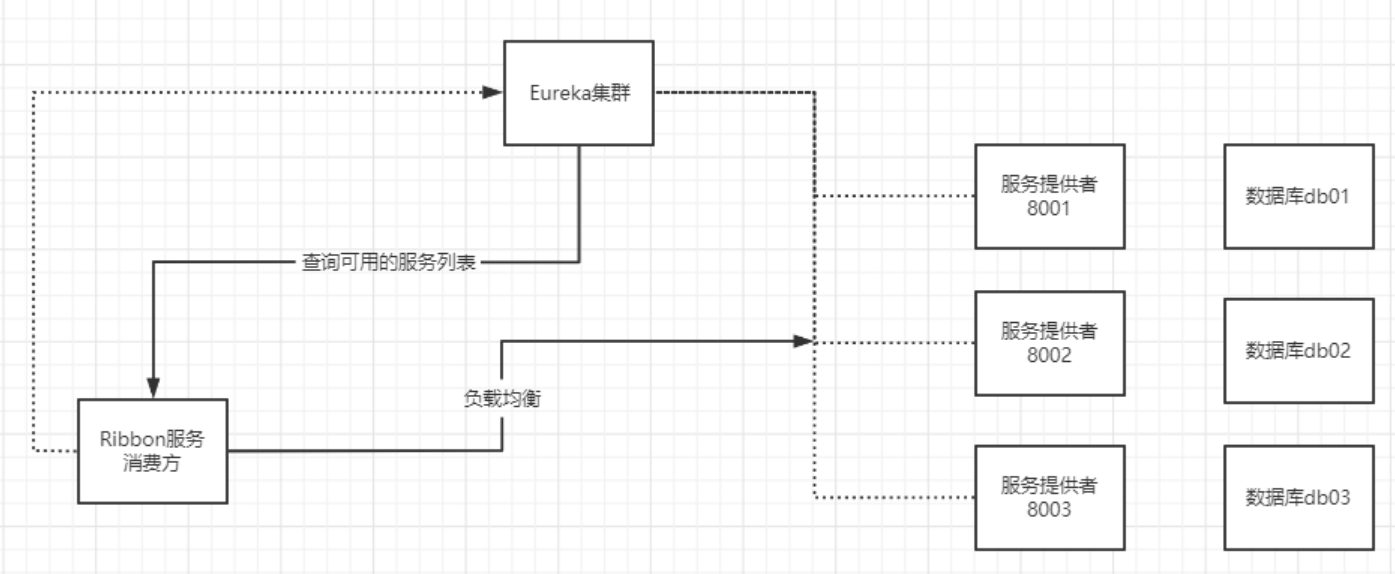 Eureka集群
服务提供者
8001
数据库db01
查询可用的服务列表
服务提供者
8002
数据库db02
负载均衡
Ribbon服务
消费方
服务提供者
8003
数据库db03